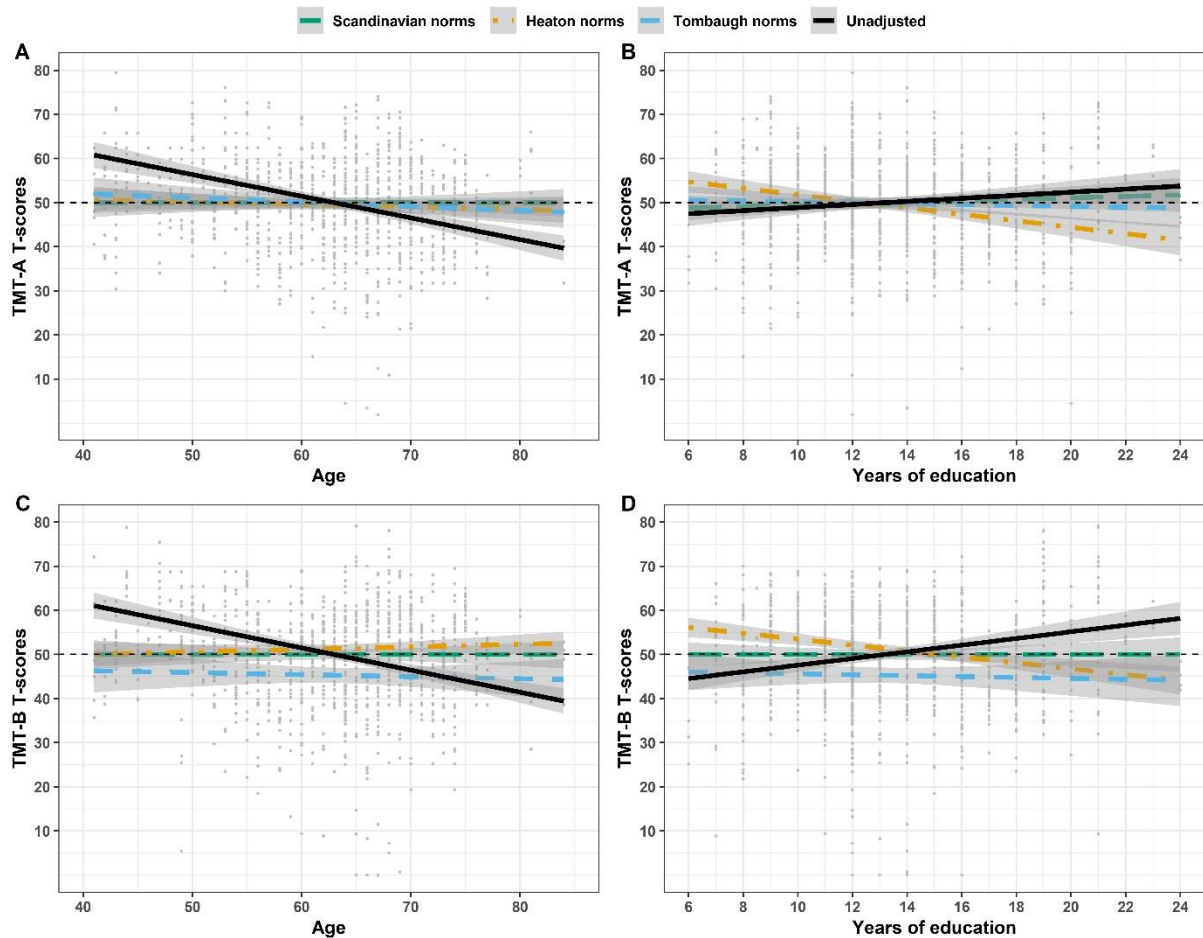 Scandinavian norms Heaton norms Tombaugh norms Unadjusted
A
80
70
60
50
40
30
20
10
TMT-A T-scores
40 50 60 70 80
Age
B
80
70
60
50
40
30
20
10
TMT-A T-scores
6 8 10 12 14 16 18 20 22 24
Years of education
C
80
70
60
50
40
30
20
10
TMT-B T-scores
40 50 60 70 80
Age
D
80
70
60
50
40
30
20
10
TMT-B T-scores
6 8 10 12 14 16 18 20 22 24
Years of education